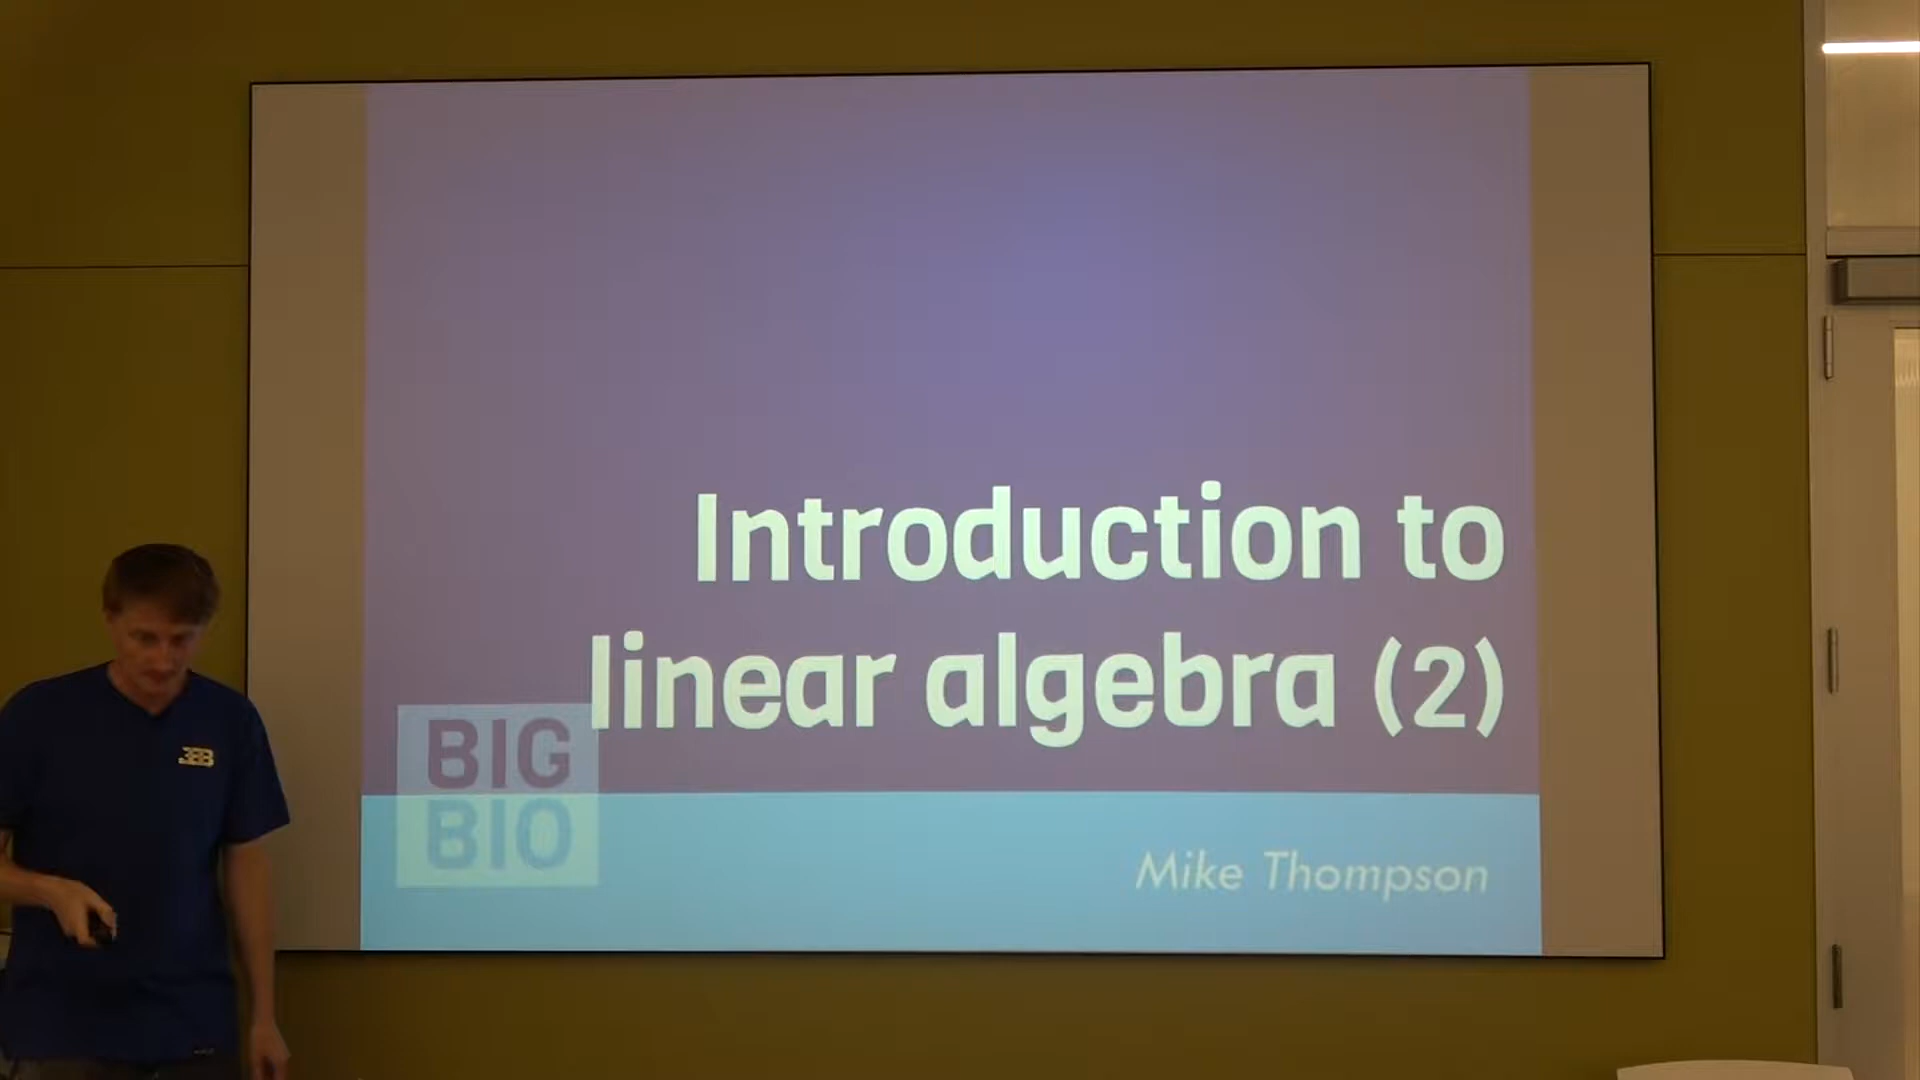 Introduction to
linear algebra (2)
BIG
BIO
Mike Thompson